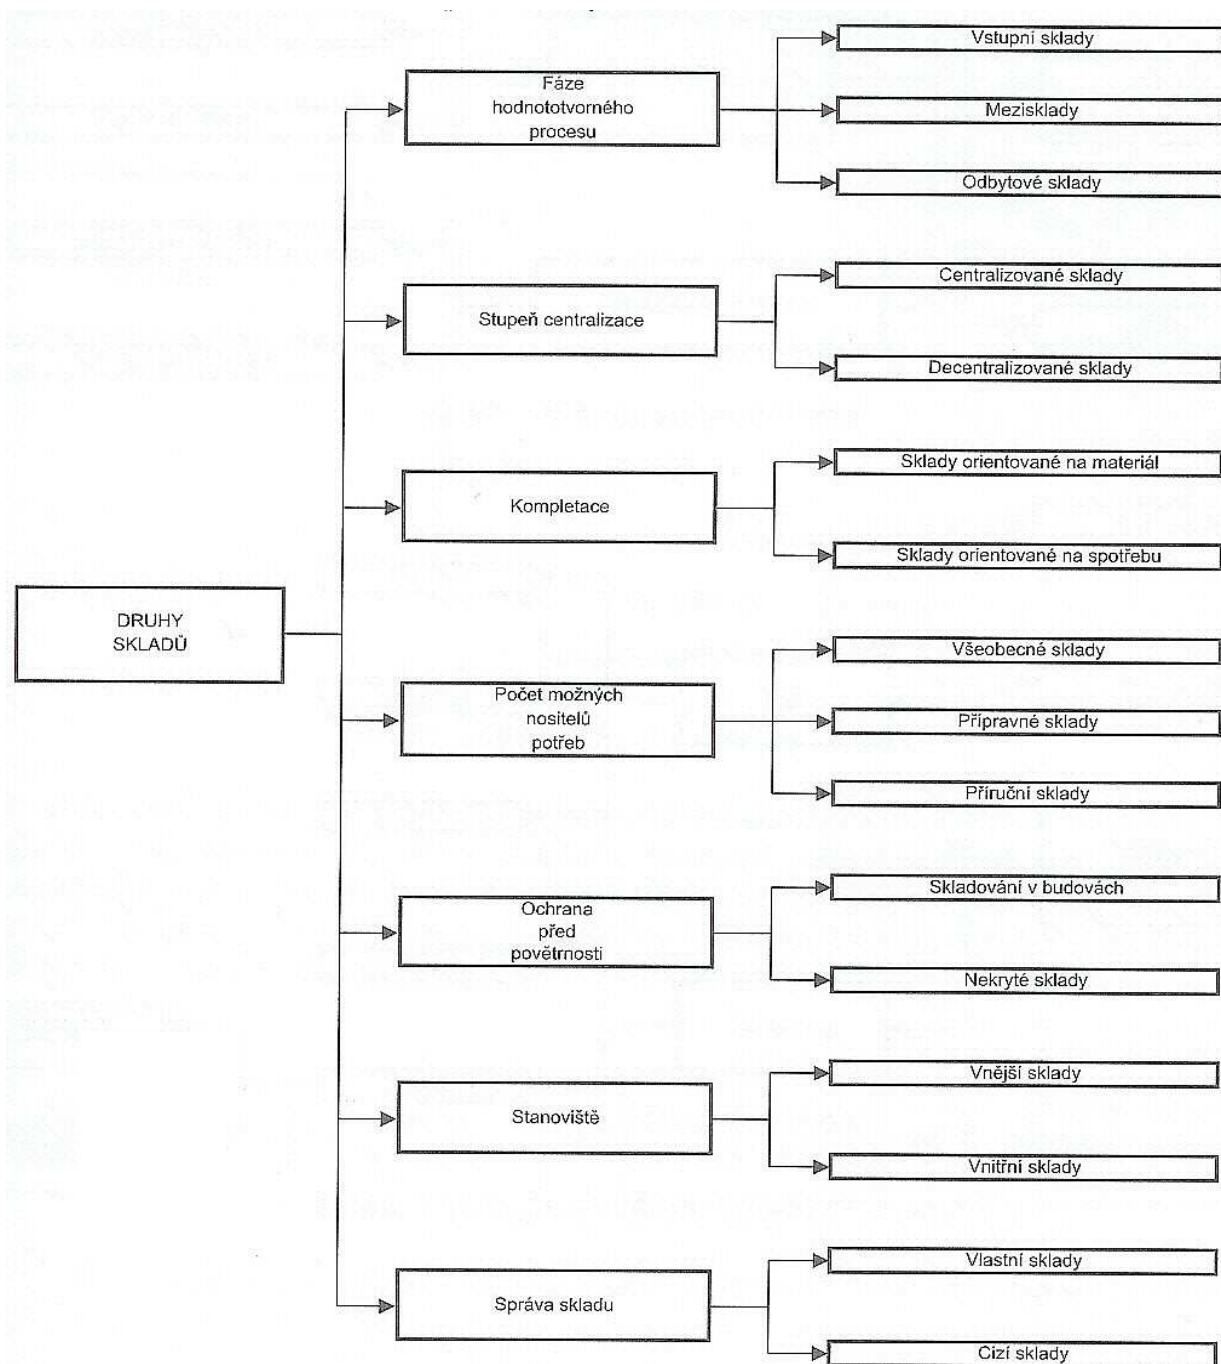 DRUHY
SKLADŮ
Fáze
hodnototvorného
procesu
Vstupní sklady
Mezisklady
Odbytové sklady
Stupeň centralizace
Centralizované sklady
Decentralizované sklady
Kompletace
Sklady orientované na materiál
Sklady orientované na spotřebu
Počet možných
nositelů
potřeb
Všeobecné sklady
Přípravné sklady
Příruční sklady
Ochrana
před
povětrnosti
Skladování v budovách
Nekryté sklady
Stanoviště
Vnější sklady
Vnitřní sklady
Správa skladu
Vlastní sklady
Cizí sklady